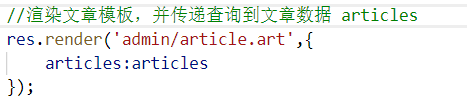 //渲染文章模板，并传递查询到文章数据 articles
res.render('admin/article.art',{
    articles:articles
});